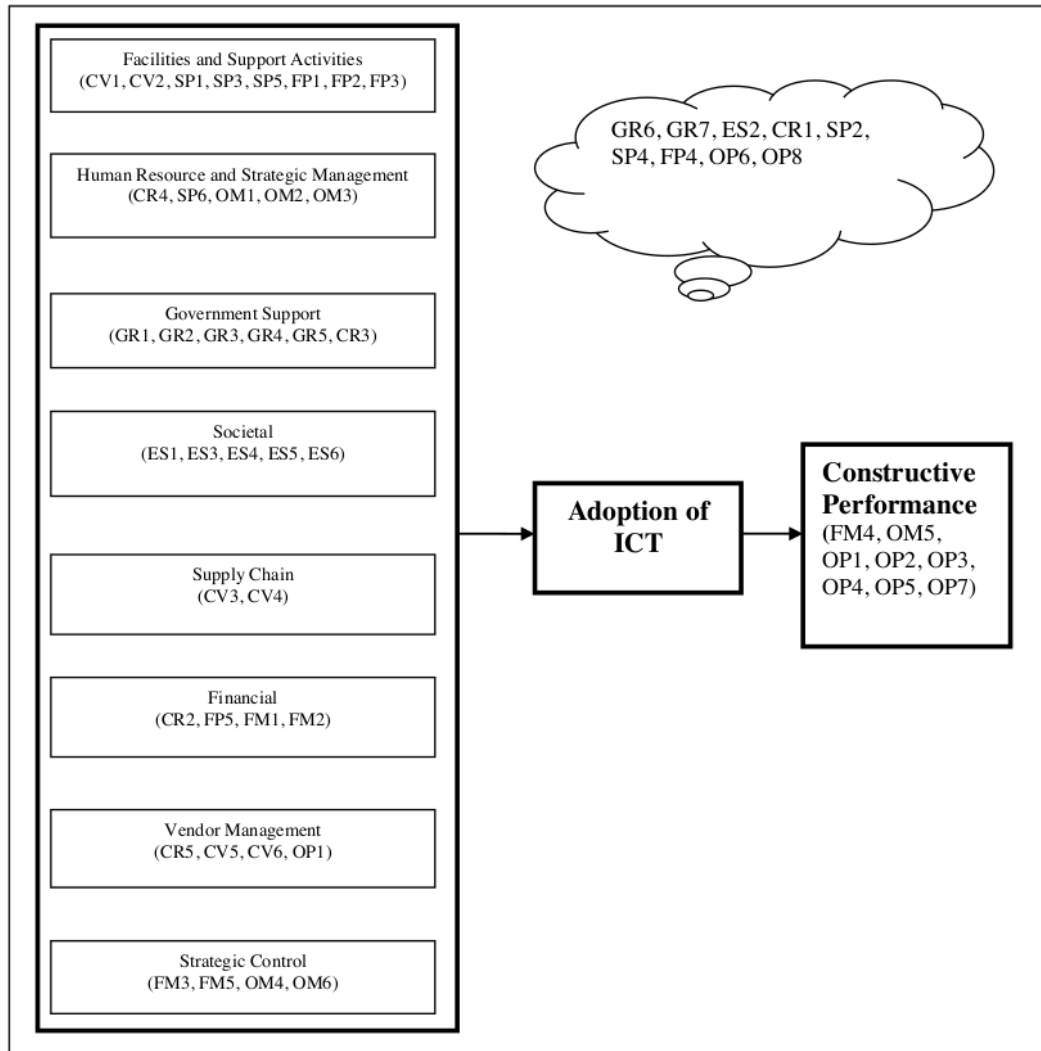 Facilities and Support Activities
(CV1, CV2, SP1, SP3, SP5, FP1, FP2, FP3)
Human Resource and Strategic Management
(CR4, SP6, OM1, OM2, OM3)
Government Support
(GR1, GR2, GR3, GR4, GR5, CR3)
Societal
(ES1, ES3, ES4, ES5, ES6)
Supply Chain
(CV3, CV4)
Financial
(CR2, FP5, FM1, FM2)
Vendor Management
(CR5, CV5, CV6, OP1)
Strategic Control
(FM3, FM5, OM4, OM6)
GR6, GR7, ES2, CR1, SP2,
SP4, FP4, OP6, OP8
Adoption of
ICT
Constructive
Performance
(FM4, OM5,
OP1, OP2, OP3,
OP4, OP5, OP7)